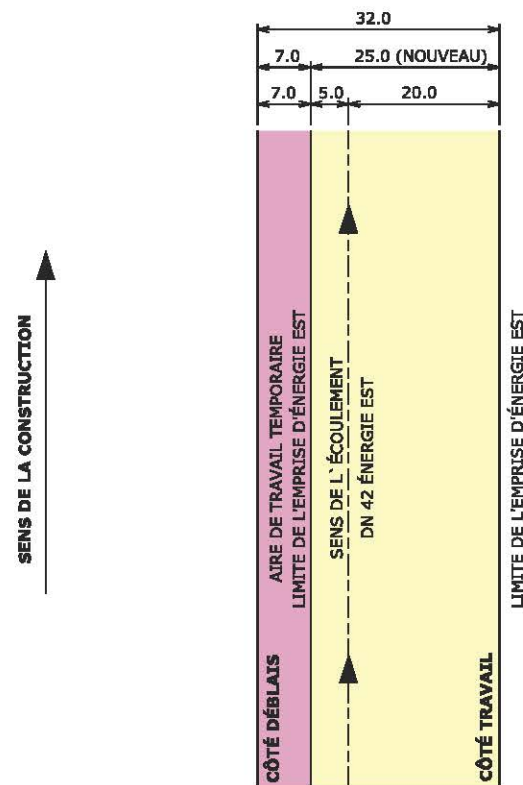 32.0
7.0 25.0 (NOUVEAU)
7.0 5.0 20.0
SENS DE LA CONSTRUCTION
AIRE DE TRAVAIL TEMPORAIRE
LIMITE DE L'EMPRISE D'ÉNERGIE EST
SENS DE L`ÉCOULEMENT
DN 42 ÉNERGIE EST
LIMITE DE L'EMPRISE D'ÉNERGIE EST
CÔTÉ DÉBLAIS
CÔTÉ TRAVAIL